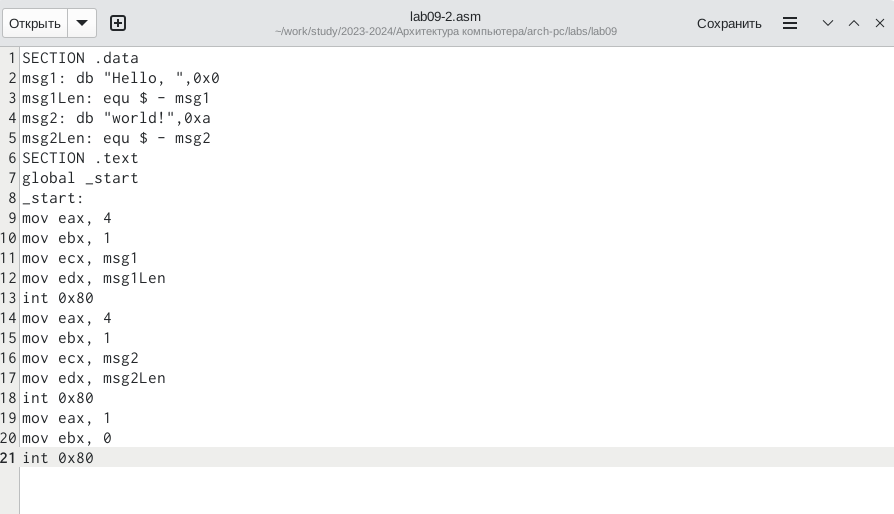 Открыть
lab09-2.asm
~/work/study/2023-2024/Архитектура компьютера/arch-pc/labs/lab09
Сохранить
1 SECTION .data
2 msg1: db "Hello, ",0x0
3 msg1Len: equ $ - msg1
4 msg2: db "world!",0xa
5 msg2Len: equ $ - msg2
6 SECTION .text
7 global _start
8 _start:
9 mov eax, 4
10 mov ebx, 1
11 mov ecx, msg1
12 mov edx, msg1Len
13 int 0x80
14 mov eax, 4
15 mov ebx, 1
16 mov ecx, msg2
17 mov edx, msg2Len
18 int 0x80
19 mov eax, 1
20 mov ebx, 0
21 int 0x80